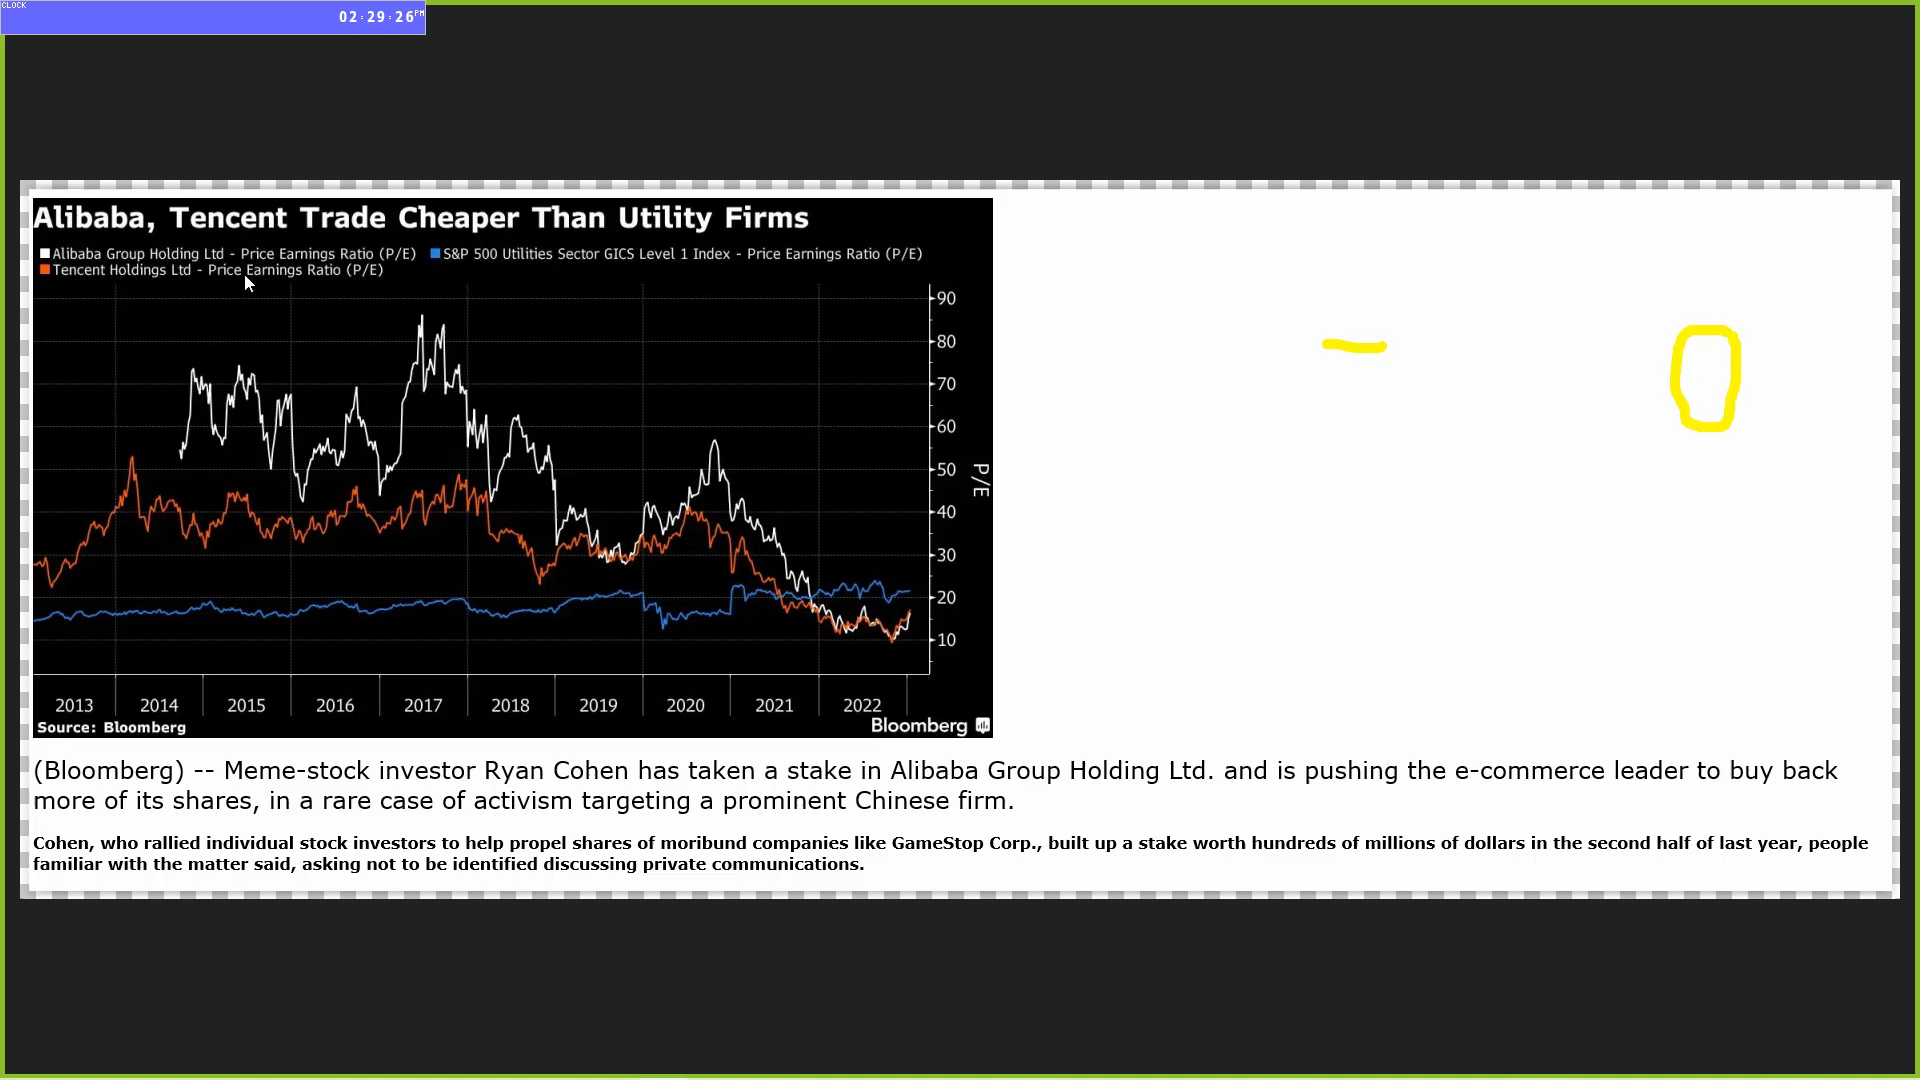 CLOCK
02:29:26PM
Alibaba, Tencent Trade Cheaper Than Utility Firms
Alibaba Group Holding Ltd - Price Earnings Ratio (P/E) S&P 500 Utilities Sector GICS Level 1 Index - Price Earnings Ratio (P/E)
Tencent Holdings Ltd - Price Earnings Ratio (P/E)
90
80
70
60
50
40
30
20
10
P/E
2013 2014 2015 2016 2017 2018 2019 2020 2021 2022
Source: Bloomberg
Bloomberg
(Bloomberg) -- Meme-stock investor Ryan Cohen has taken a stake in Alibaba Group Holding Ltd. and is pushing the e-commerce leader to buy back
more of its shares, in a rare case of activism targeting a prominent Chinese firm.
Cohen, who rallied individual stock investors to help propel shares of moribund companies like GameStop Corp., built up a stake worth hundreds of millions of dollars in the second half of last year, people
familiar with the matter said, asking not to be identified discussing private communications.